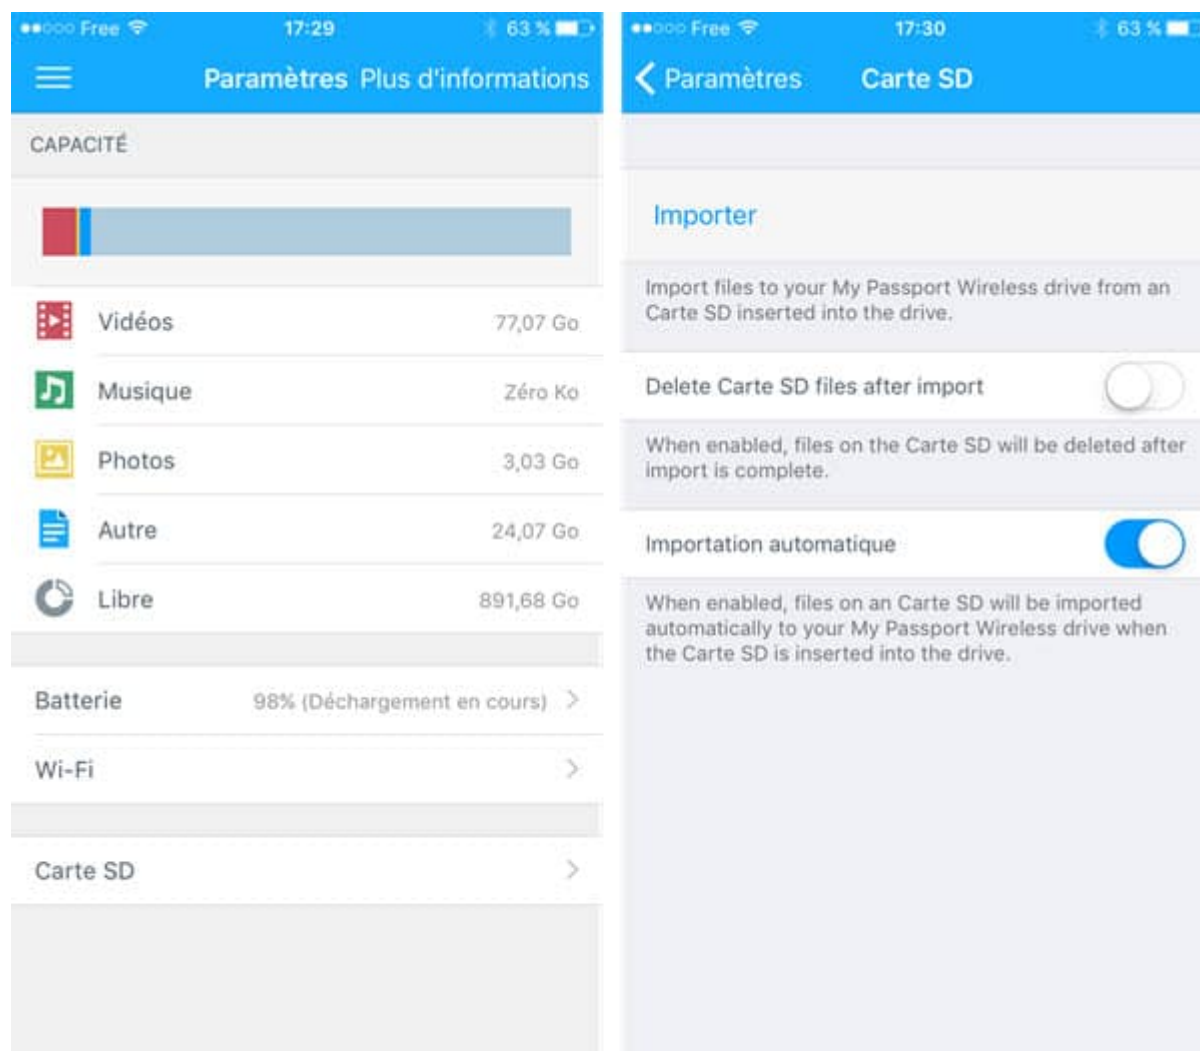 Free 17:29 63 %
Paramètres Plus d'informations
CAPACITÉ
Vidéos 77,07 Go
Musique Zéro Ko
Photos 3,03 Go
Autre 24,07 Go
Libre 891,68 Go
Batterie 98% (Déchargement en cours)
Wi-Fi
Carte SD
Free 17:30 63 %
Paramètres Carte SD
Importer
Import files to your My Passport Wireless drive from an
Carte SD inserted into the drive.
Delete Carte SD files after import
When enabled, files on the Carte SD will be deleted after
import is complete.
Importation automatique
When enabled, files on an Carte SD will be imported
automatically to your My Passport Wireless drive when
the Carte SD is inserted into the drive.